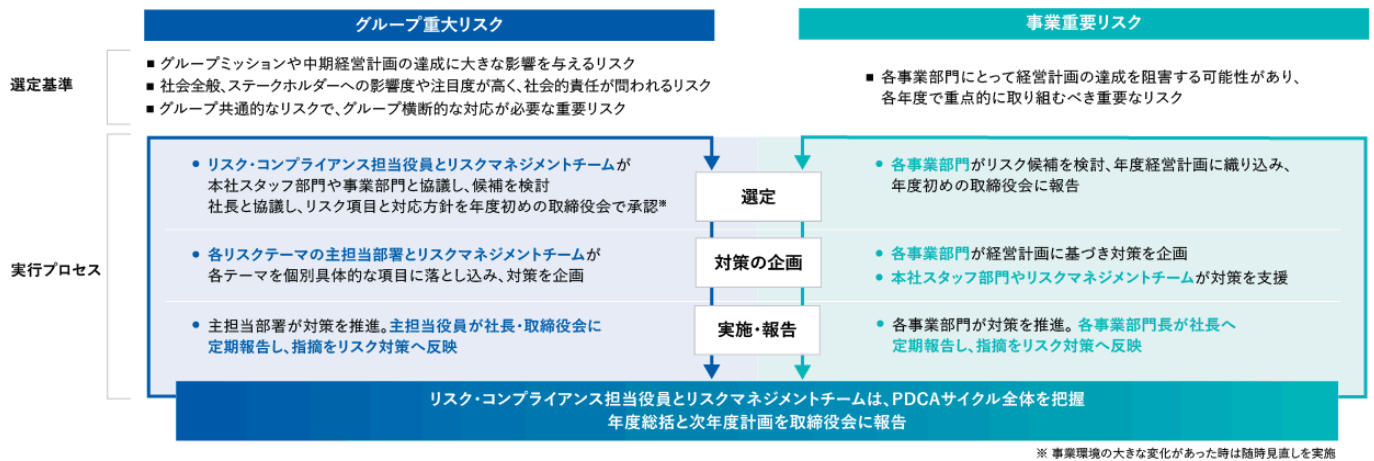 グループ重大リスク
事業重要リスク
選定基準
■ グループミッションや中期経営計画の達成に大きな影響を与えるリスク
■ 社会全般、ステークホルダーへの影響度や注目度が高く、社会的責任が問われるリスク
■ グループ共通的なリスクで、グループ横断的な対応が必要な重要リスク
■ 各事業部門にとって経営計画の達成を阻害する可能性があり、
各年度で重点的に取り組むべき重要なリスク
実行プロセス
● リスク・コンプライアンス担当役員とリスクマネジメントチームが
本社スタッフ部門や事業部門と協議し、候補を検討
社長と協議し、リスク項目と対応方針を年度初めの取締役会で承認※
選定
● 各事業部門がリスク候補を検討、年度経営計画に織り込み、
年度初めの取締役会に報告
● 各リスクテーマの主担当部署とリスクマネジメントチームが
各テーマを個別具体的な項目に落とし込み、対策を企画
対策の企画
● 各事業部門が経営計画に基づき対策を企画
● 本社スタッフ部門やリスクマネジメントチームが対策を支援
● 主担当部署が対策を推進。主担当役員が社長・取締役会に
定期報告し、指摘をリスク対策へ反映
実施・報告
● 各事業部門が対策を推進。各事業部門長が社長へ
定期報告し、指摘をリスク対策へ反映
リスク・コンプライアンス担当役員とリスクマネジメントチームは、PDCAサイクル全体を把握
年度総括と次年度計画を取締役会に報告
※ 事業環境の大きな変化があった時は随時見直しを実施